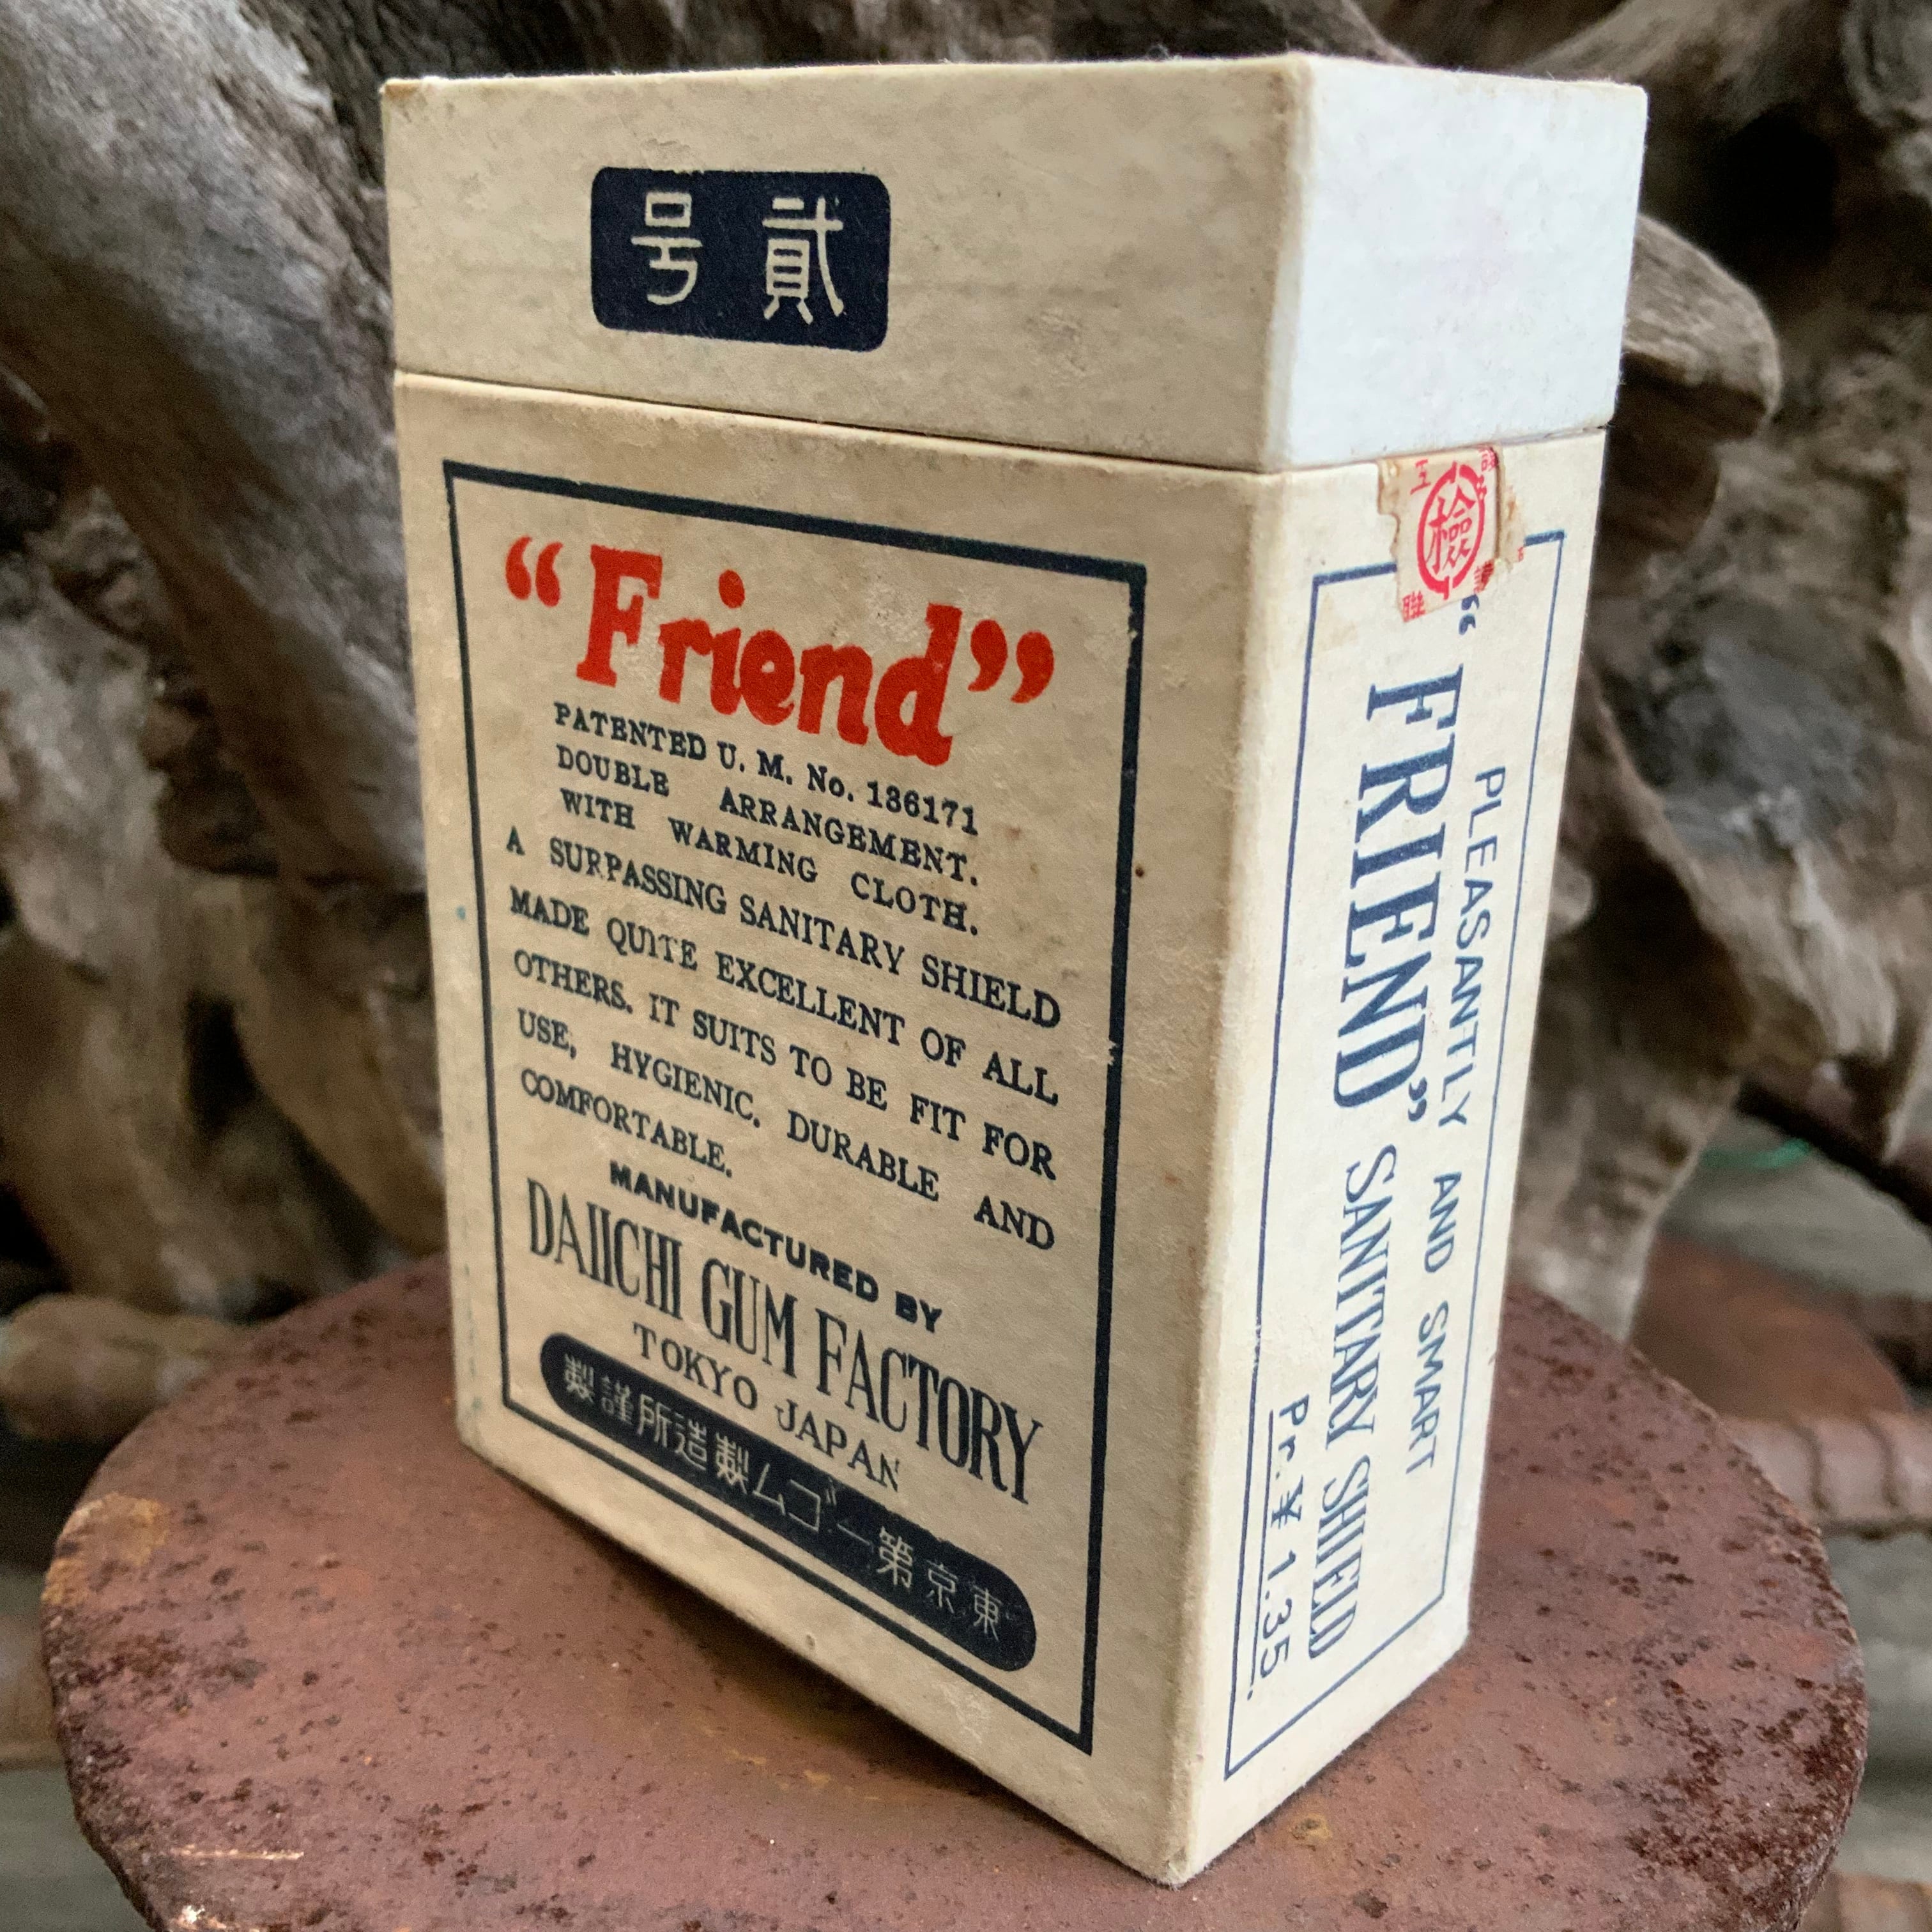 号貳
“Friend”
PATENTED U. M. No. 136171
DOUBLE ARRANGEMENT.
WITH WARMING CLOTH.
A SURPASSING SANITARY SHIELD
MADE QUITE EXCELLENT OF ALL
OTHERS. IT SUITS TO BE FIT FOR
USE, HYGIENIC. DURABLE AND
COMFORTABLE.
MANUFACTURED BY
DAIICHI GUM FACTORY
TOKYO JAPAN
製謹所造製ムゴ一第京東
檢
聯
PLEASANTLY AND SMART
“FRIEND” SANITARY SHIELD
Pr. ¥ 1.35.